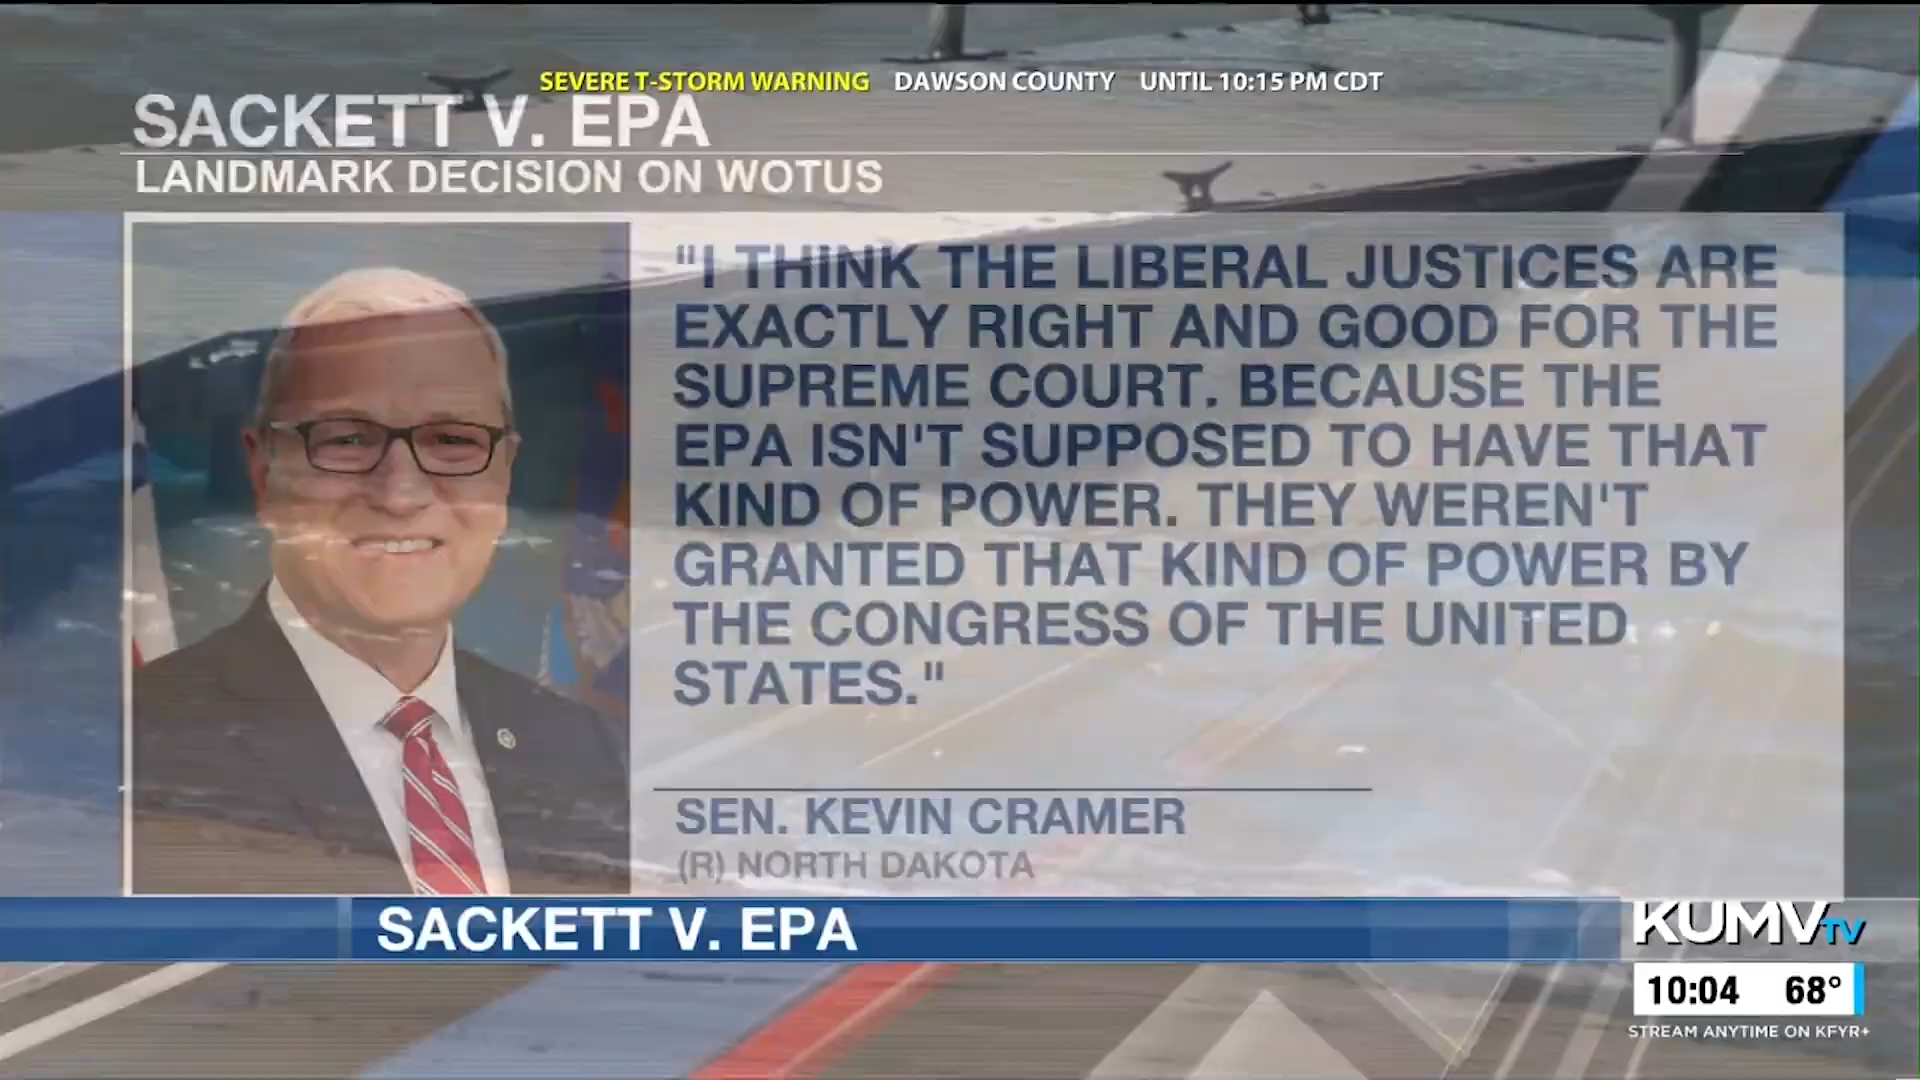 SEVERE T-STORM WARNING DAWSON COUNTY UNTIL 10:15 PM CDT
SACKETT V. EPA
LANDMARK DECISION ON WOTUS
"I THINK THE LIBERAL JUSTICES ARE
EXACTLY RIGHT AND GOOD FOR THE
SUPREME COURT. BECAUSE THE
EPA ISN'T SUPPOSED TO HAVE THAT
KIND OF POWER. THEY WEREN'T
GRANTED THAT KIND OF POWER BY
THE CONGRESS OF THE UNITED
STATES."
SEN. KEVIN CRAMER
(R) NORTH DAKOTA
SACKETT V. EPA
KUMV TV
10:04 68°
STREAM ANYTIME ON KFYR+